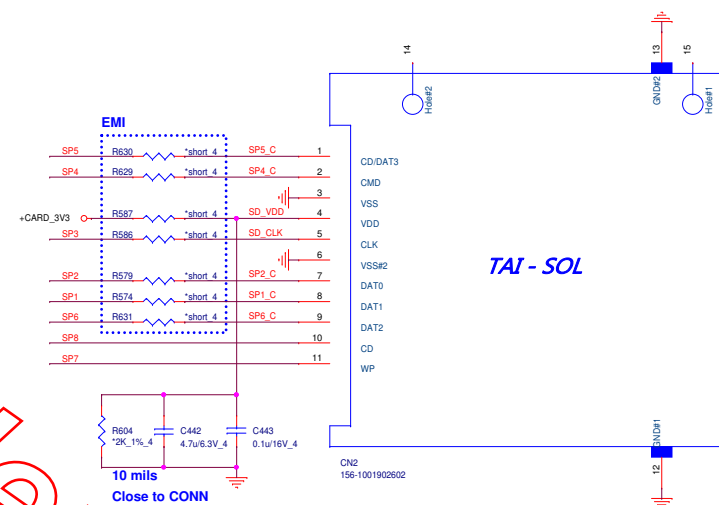 14
13
15
Hole#2
GND#2
Hole#1
EMI
SP5 R630 *short_4 SP5_C 1 CD/DAT3
SP4 R629 *short_4 SP4_C 2 CMD
3 VSS
+CARD_3V3 R587 *short_4 SD_VDD 4 VDD
SP3 R586 *short_4 SD_CLK 5 CLK
6 VSS#2
TAI - SOL
SP2 R579 *short_4 SP2_C 7 DAT0
SP1 R574 *short_4 SP1_C 8 DAT1
SP6 R631 *short_4 SP6_C 9 DAT2
SP8 10 CD
SP7 11 WP
R604
*2K_1%_4
C442
4.7u/6.3V_4
C443
0.1u/16V_4
GND#1
12
CN2
156-1001902602
10 mils
Close to CONN